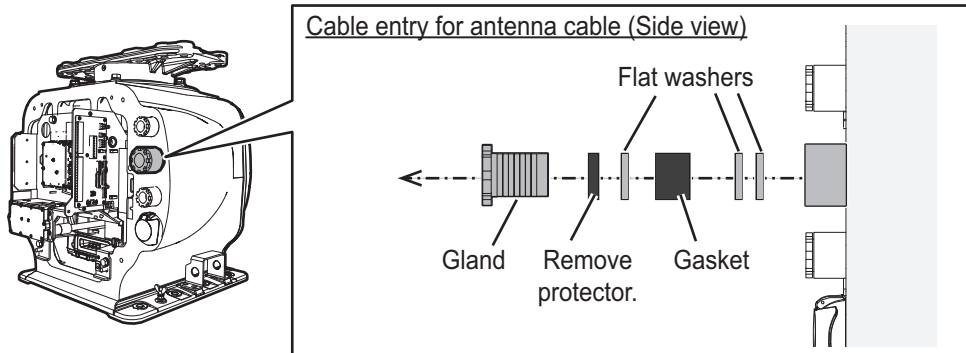 Cable entry for antenna cable (Side view)
Flat washers
Gland
Remove
protector.
Gasket